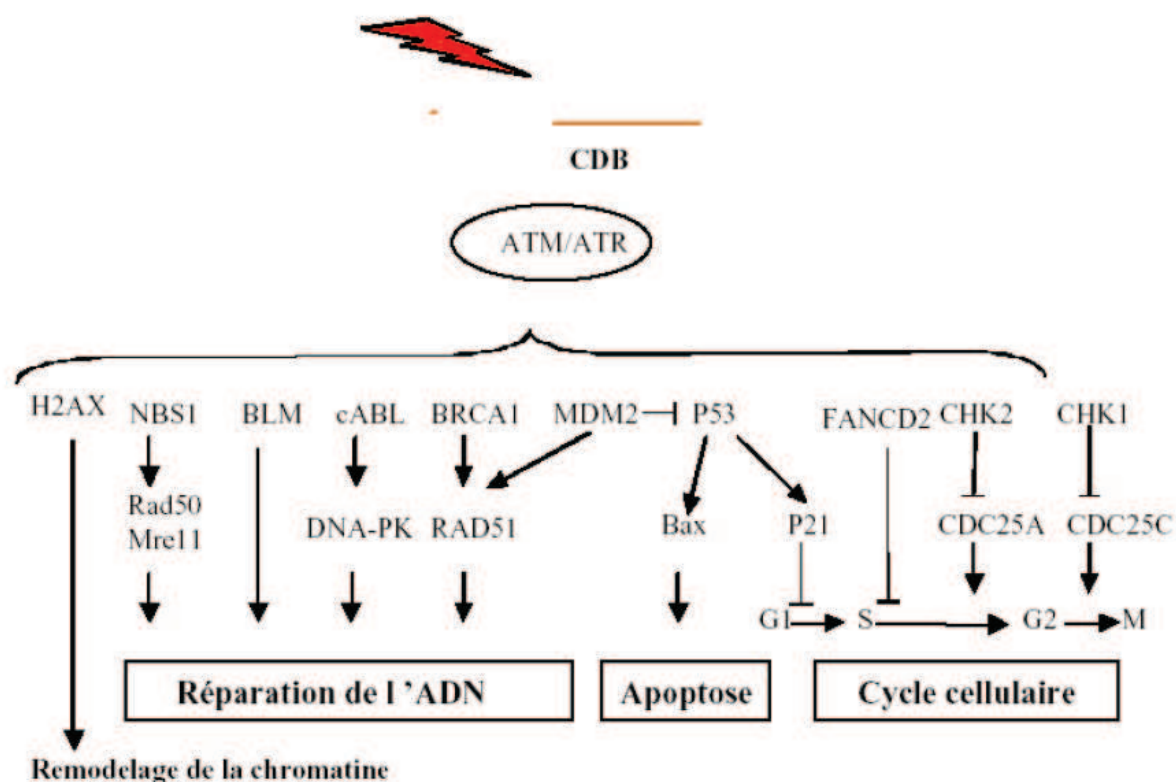 CDB
ATM/ATR
H2AX NBS1 BLM cABL BRCA1 MDM2 P53 FANCD2 CHK2 CHK1
Rad50
Mre11
DNA-PK RAD51 Bax P21 CDC25A CDC25C
G1 S G2 M
Réparation de l ’ADN Apoptose Cycle cellulaire
Remodelage de la chromatine